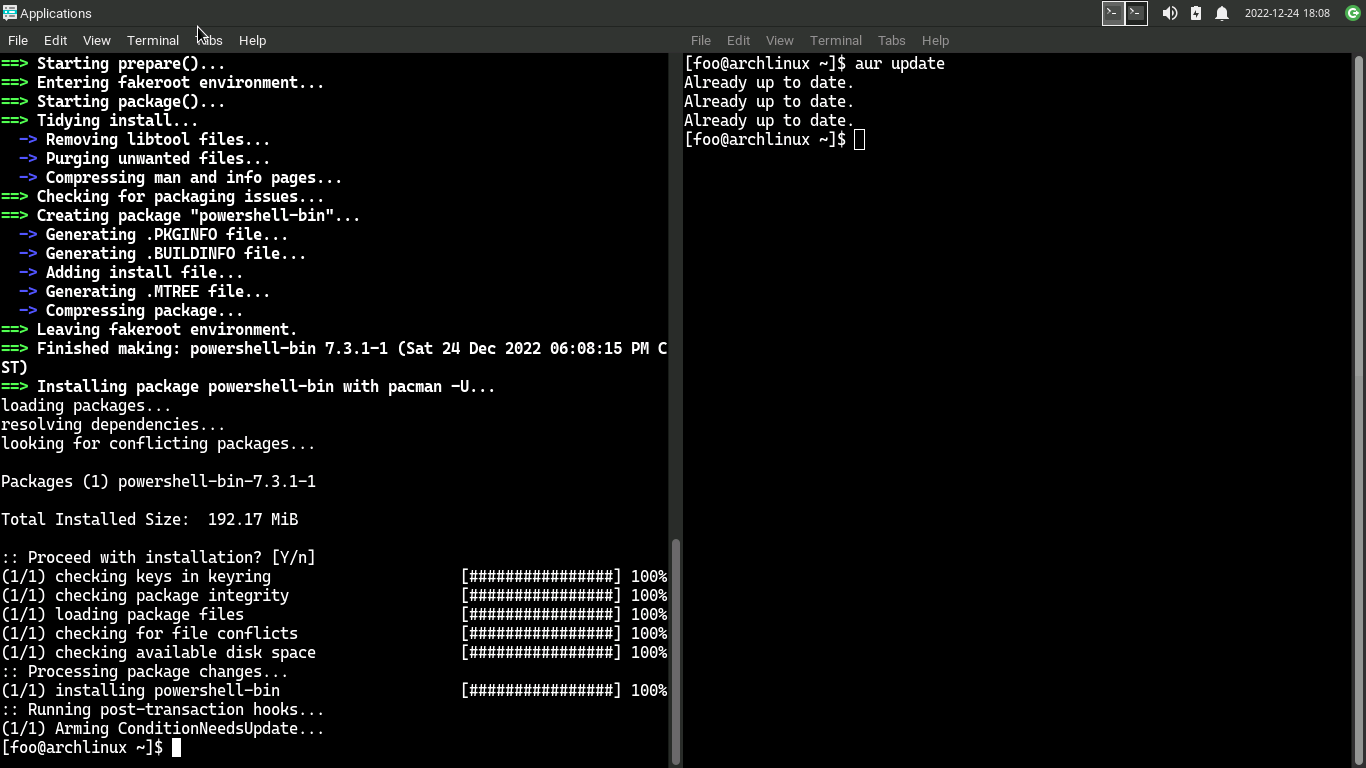 Applications
2022-12-24 18:08
File Edit View Terminal Tabs Help
==> Starting prepare()...
==> Entering fakeroot environment...
==> Starting package()...
==> Tidying install...
  -> Removing libtool files...
  -> Purging unwanted files...
  -> Compressing man and info pages...
==> Checking for packaging issues...
==> Creating package "powershell-bin"...
  -> Generating .PKGINFO file...
  -> Generating .BUILDINFO file...
  -> Adding install file...
  -> Generating .MTREE file...
  -> Compressing package...
==> Leaving fakeroot environment.
==> Finished making: powershell-bin 7.3.1-1 (Sat 24 Dec 2022 06:08:15 PM C
ST)
==> Installing package powershell-bin with pacman -U...
loading packages...
resolving dependencies...
looking for conflicting packages...
Packages (1) powershell-bin-7.3.1-1
Total Installed Size:  192.17 MiB
:: Proceed with installation? [Y/n]
(1/1) checking keys in keyring [################] 100%
(1/1) checking package integrity [################] 100%
(1/1) loading package files [################] 100%
(1/1) checking for file conflicts [################] 100%
(1/1) checking available disk space [################] 100%
:: Processing package changes...
(1/1) installing powershell-bin [################] 100%
:: Running post-transaction hooks...
(1/1) Arming ConditionNeedsUpdate...
[foo@archlinux ~]$
File Edit View Terminal Tabs Help
[foo@archlinux ~]$ aur update
Already up to date.
Already up to date.
Already up to date.
[foo@archlinux ~]$